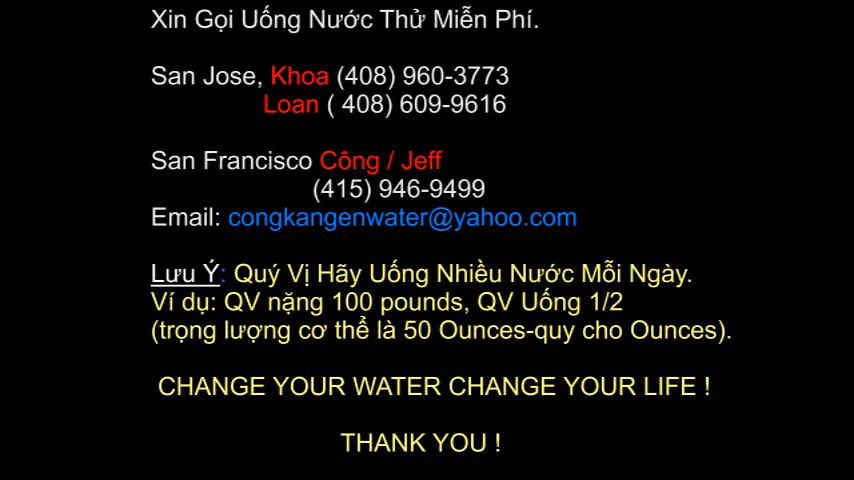 Xin Gọi Uống Nước Thử Miễn Phí.
San Jose, Khoa (408) 960-3773
Loan ( 408) 609-9616
San Francisco Công / Jeff
(415) 946-9499
Email: congkangenwater@yahoo.com
Lưu Ý: Quý Vị Hãy Uống Nhiều Nước Mỗi Ngày.
Ví dụ: QV nặng 100 pounds, QV Uống 1/2
(trọng lượng cơ thể là 50 Ounces-quy cho Ounces).
CHANGE YOUR WATER CHANGE YOUR LIFE !
THANK YOU !